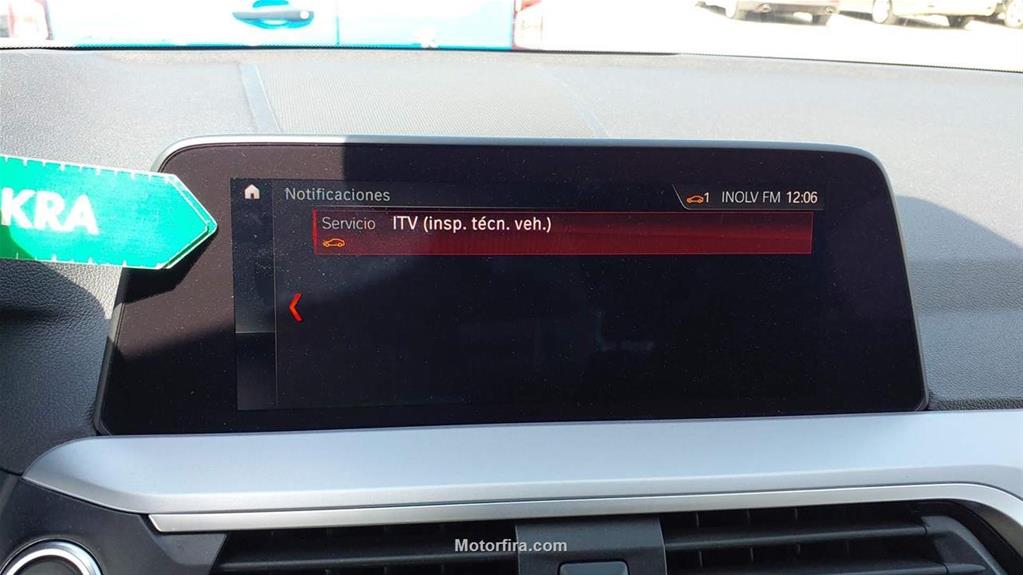 KRA
Notificaciones
1 INOLV FM 12:06
Servicio ITV (insp. técn. veh.)
Motorfira.com